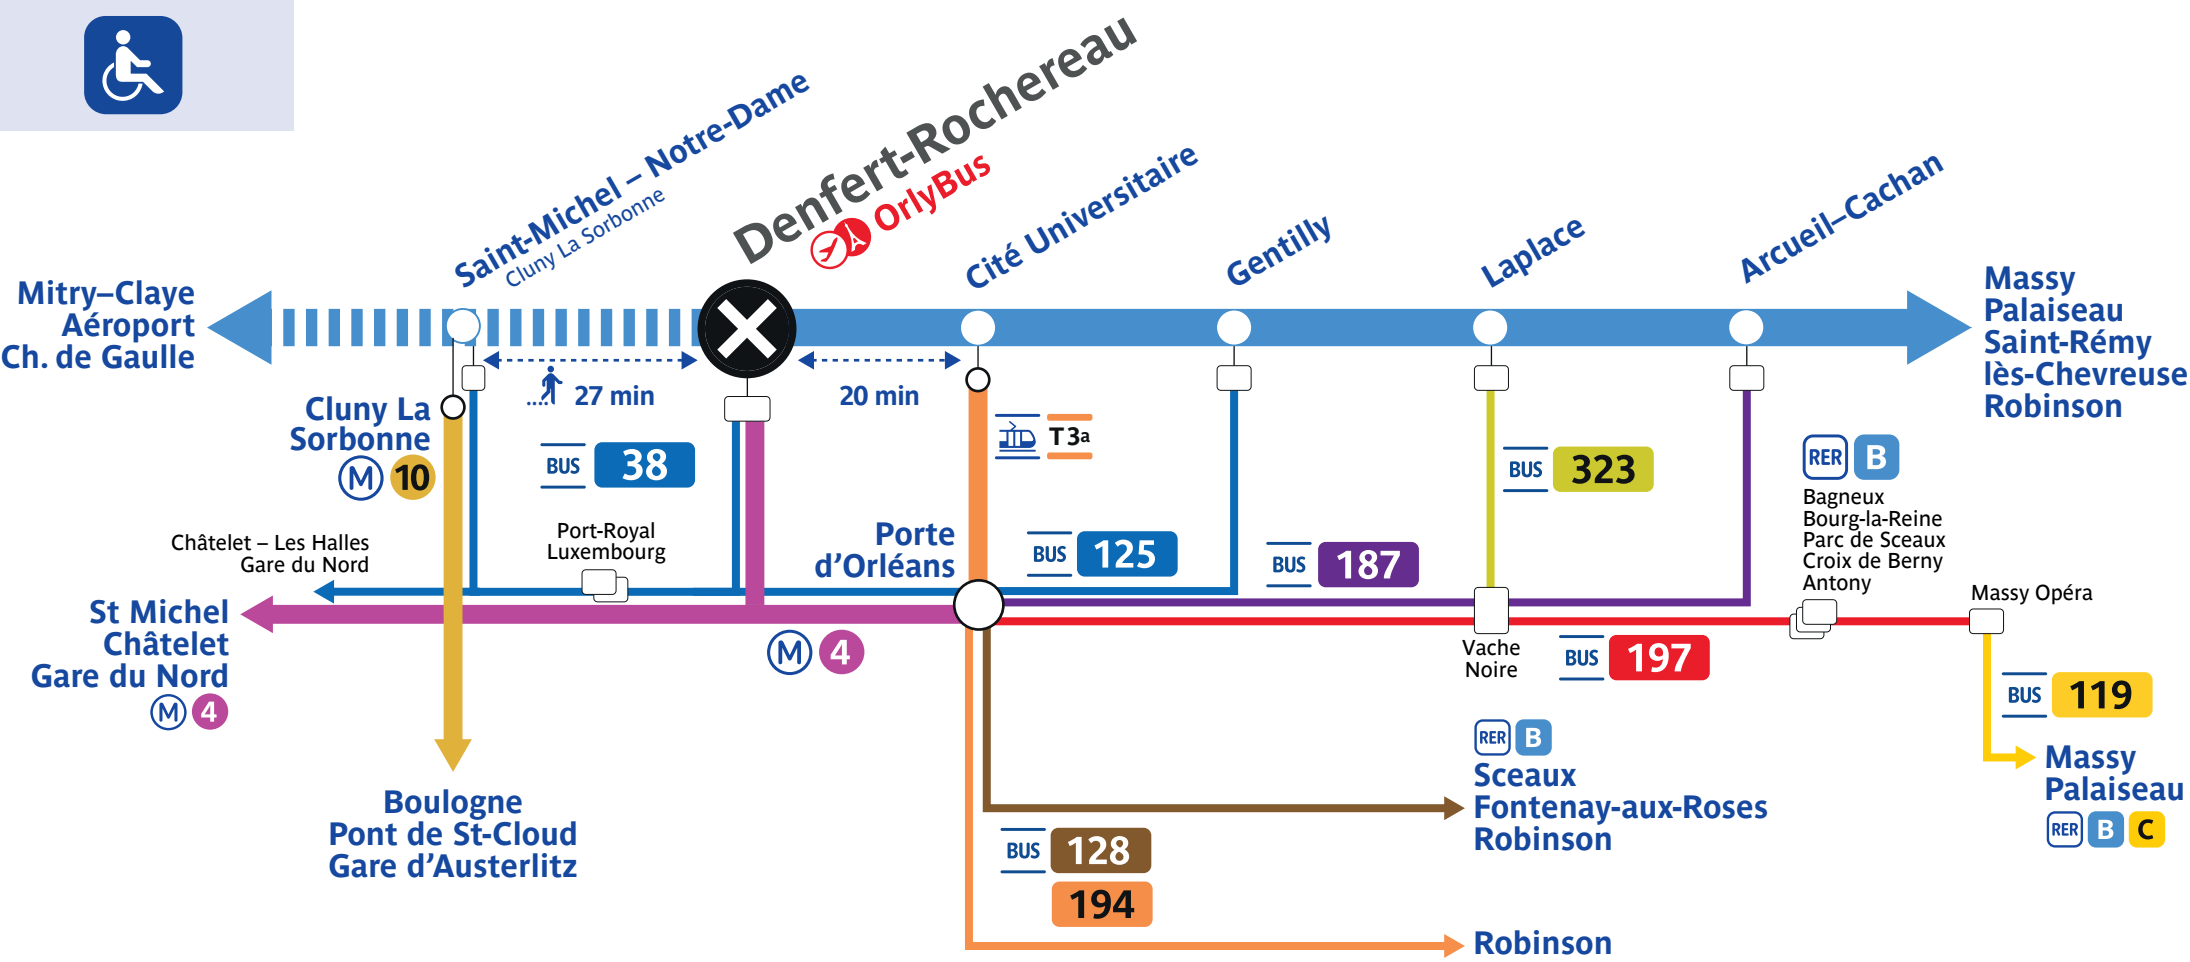 Saint-Michel – Notre-Dame
Cluny La Sorbonne
Denfert-Rochereau
OrlyBus
Cité Universitaire
Gentilly
Laplace
Arcueil–Cachan
Mitry–Claye
Aéroport
Ch. de Gaulle
Massy
Palaiseau
Saint-Rémy
lès-Chevreuse
Robinson
27 min
20 min
Cluny La
Sorbonne
M 10
BUS 38
T3a
BUS 323
RER B
Bagneux
Bourg-la-Reine
Parc de Sceaux
Croix de Berny
Antony
Châtelet – Les Halles
Gare du Nord
Port-Royal
Luxembourg
Porte
d’Orléans
BUS 125
BUS 187
Massy Opéra
St Michel
Châtelet
Gare du Nord
M 4
M 4
Vache
Noire
BUS 197
BUS 119
RER B
Sceaux
Fontenay-aux-Roses
Robinson
Massy
Palaiseau
RER B C
Boulogne
Pont de St-Cloud
Gare d’Austerlitz
BUS 128
194
Robinson